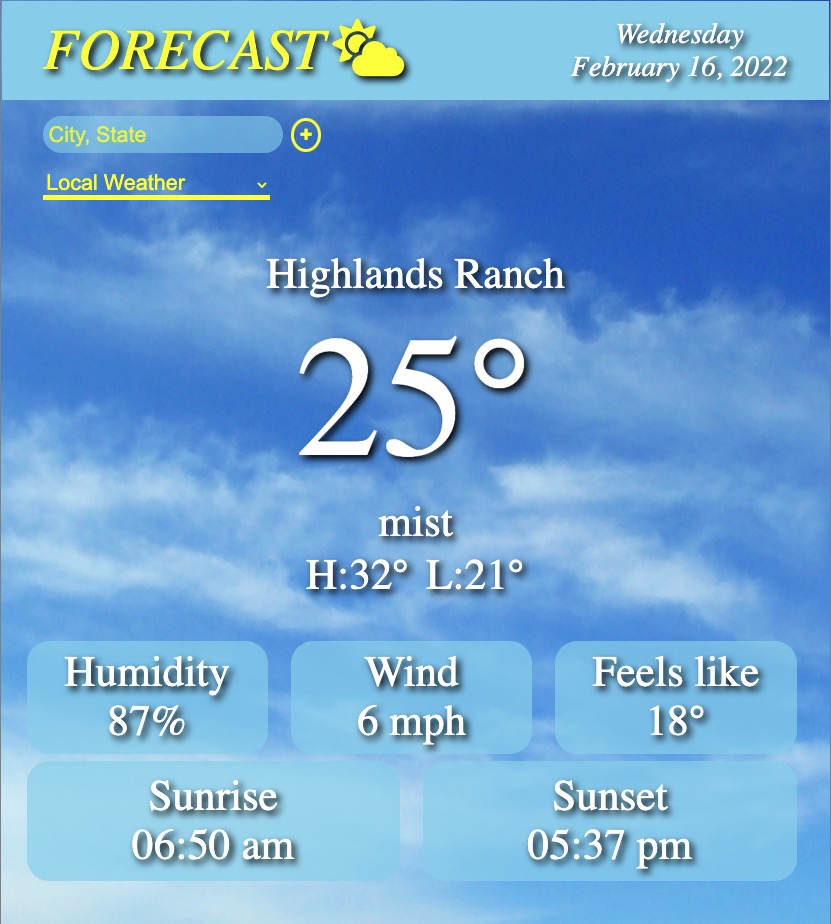 FORECAST
Wednesday
February 16, 2022
City, State
Local Weather
Highlands Ranch
25°
mist
H:32° L:21°
Humidity
87%
Wind
6 mph
Feels like
18°
Sunrise
06:50 am
Sunset
05:37 pm